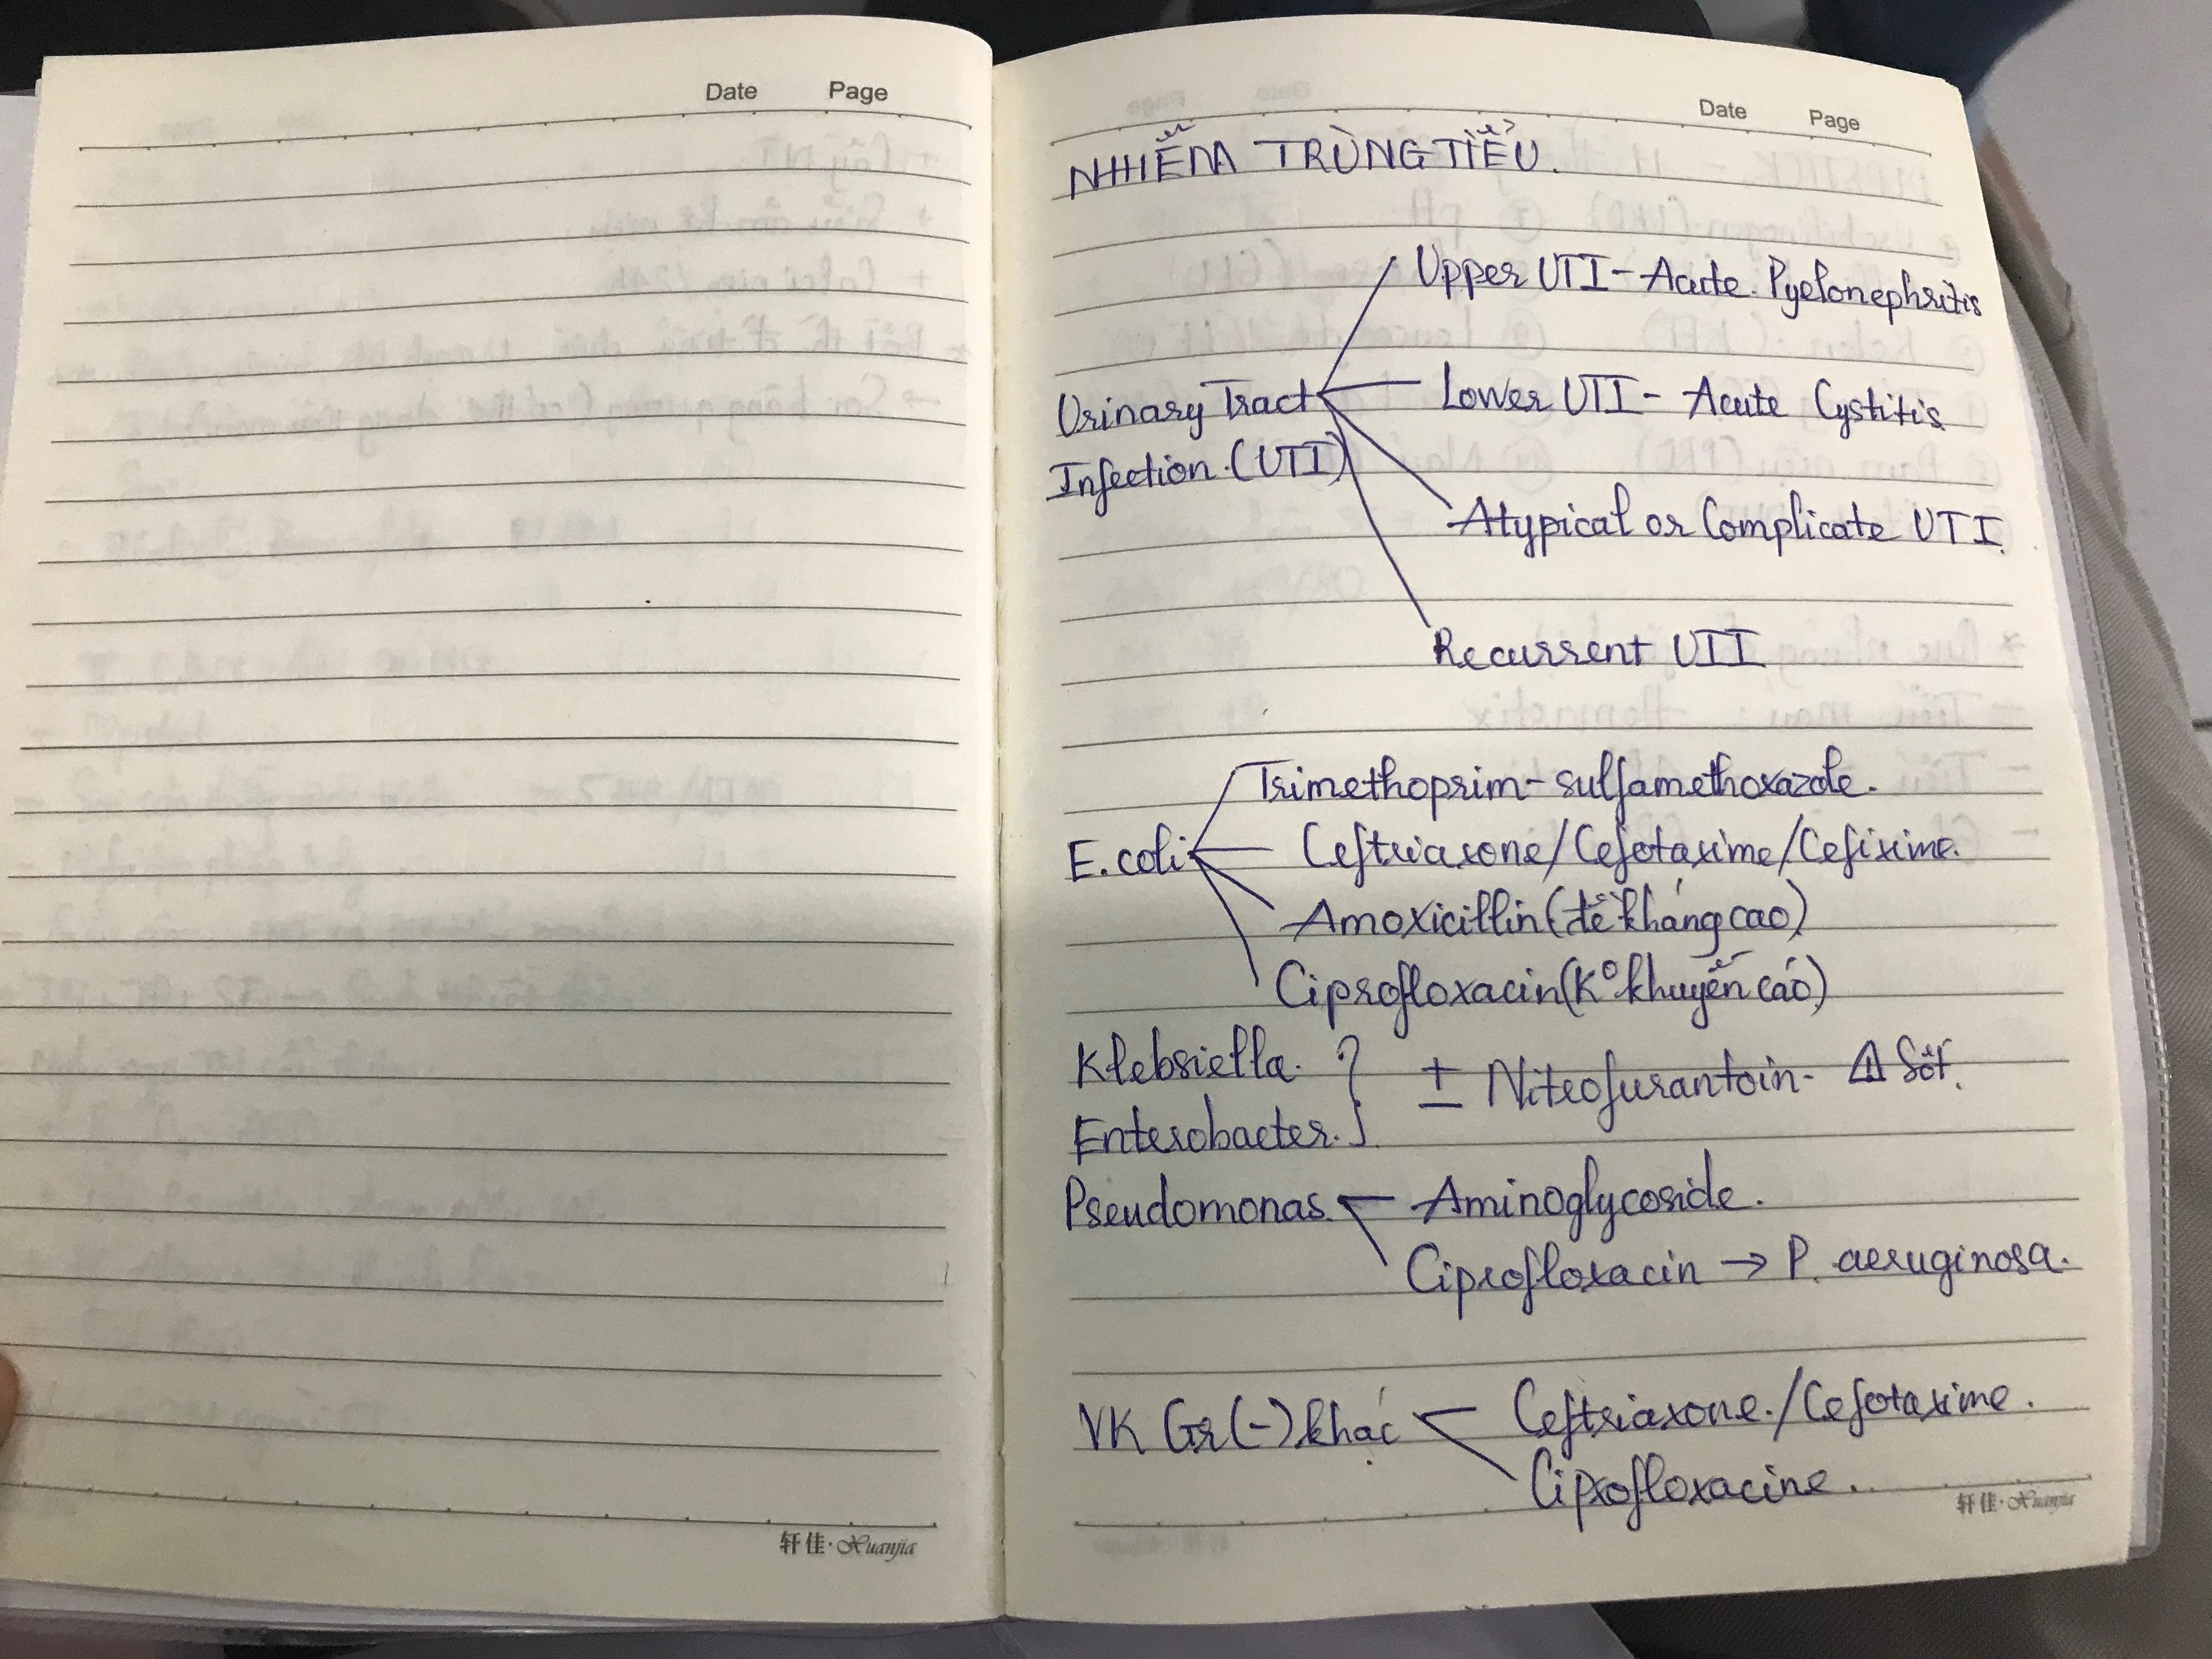 Date Page
轩佳·Xuanjia
Date Page
NHIỄM TRÙNG TIỂU.
Upper UTI - Acute. Pyelonephritis
Urinary Tract
Infection. (UTI)
Lower UTI - Acute Cystitis
Atypical or Complicate UTI.
Recurrent UTI
Trimethoprim - sulfamethoxazole.
E. coli
Ceftriaxone/Cefotaxime/Cefixime.
Amoxicillin (đề kháng cao)
Ciprofloxacin (K° khuyến cáo)
Klebsiella.
± Nitrofurantoin - ⚠ Sốt.
Enterobacter.
Pseudomonas. Aminoglycoside.
Ciprofloxacin → P. aeruginosa.
VK Gr(-) khác Ceftriaxone./Cefotaxime.
Ciprofloxacine.
轩佳·Xuanjia